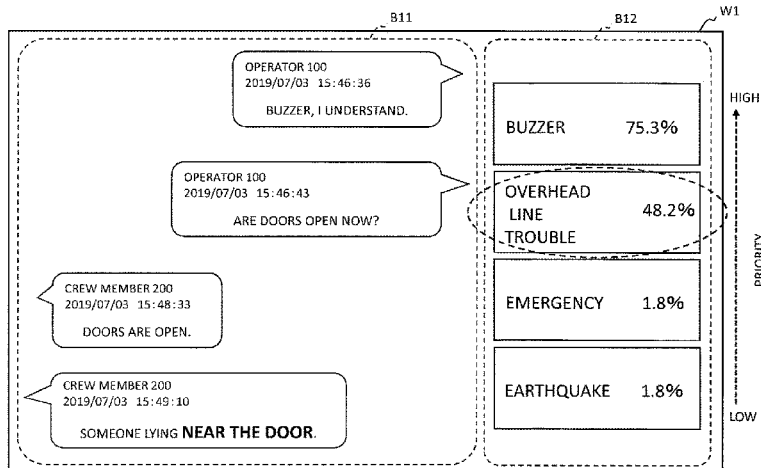 B11
B12
W1
OPERATOR 100
2019/07/03 15:46:36
BUZZER, I UNDERSTAND.
OPERATOR 100
2019/07/03 15:46:43
ARE DOORS OPEN NOW?
CREW MEMBER 200
2019/07/03 15:48:33
DOORS ARE OPEN.
CREW MEMBER 200
2019/07/03 15:49:10
SOMEONE LYING NEAR THE DOOR.
BUZZER 75.3%
OVERHEAD
LINE
TROUBLE
48.2%
EMERGENCY 1.8%
EARTHQUAKE 1.8%
HIGH
PRIORITY
LOW